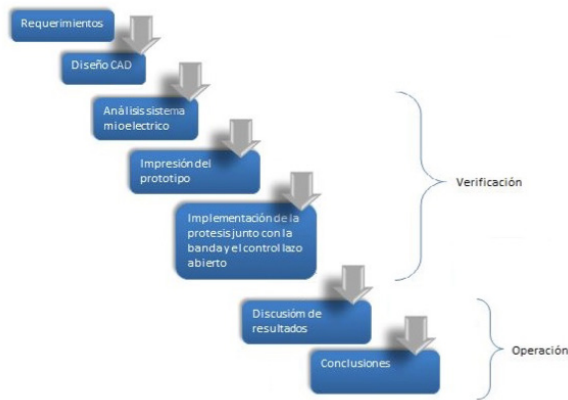 Requerimientos
Diseño CAD
Análisis sistema
mioelectrico
Impresión del
prototipo
Implementación de la
protesis junto con la
banda y el control lazo
abierto
Verificación
Discusióm de
resultados
Conclusiones
Operación